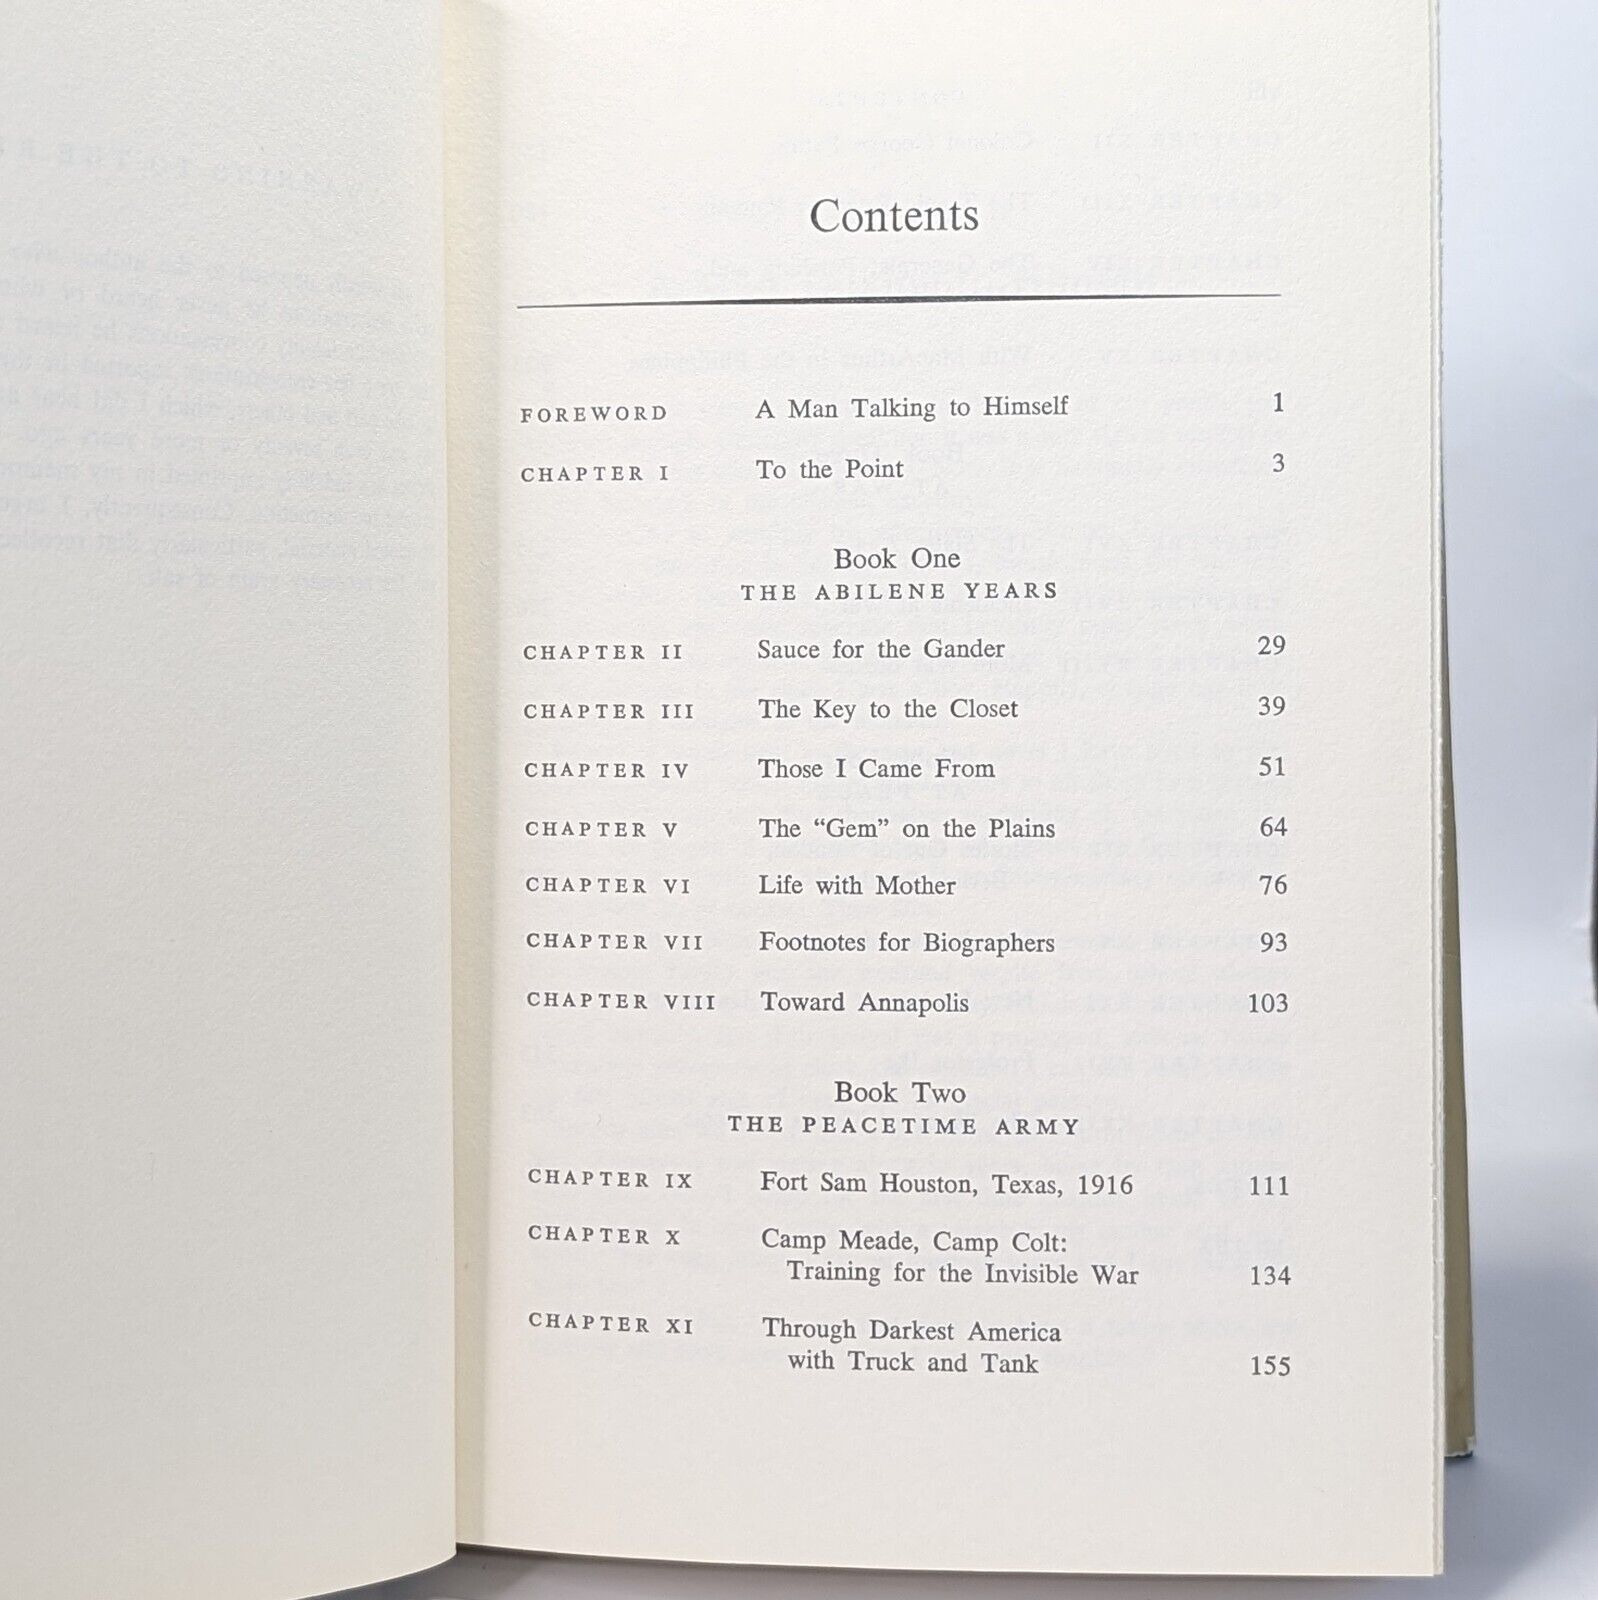 Contents
FOREWORD A Man Talking to Himself 1
CHAPTER I To the Point 3
Book One
THE ABILENE YEARS
CHAPTER II Sauce for the Gander 29
CHAPTER III The Key to the Closet 39
CHAPTER IV Those I Came From 51
CHAPTER V The “Gem” on the Plains 64
CHAPTER VI Life with Mother 76
CHAPTER VII Footnotes for Biographers 93
CHAPTER VIII Toward Annapolis 103
Book Two
THE PEACETIME ARMY
CHAPTER IX Fort Sam Houston, Texas, 1916 111
CHAPTER X Camp Meade, Camp Colt:
Training for the Invisible War 134
CHAPTER XI Through Darkest America
with Truck and Tank 155